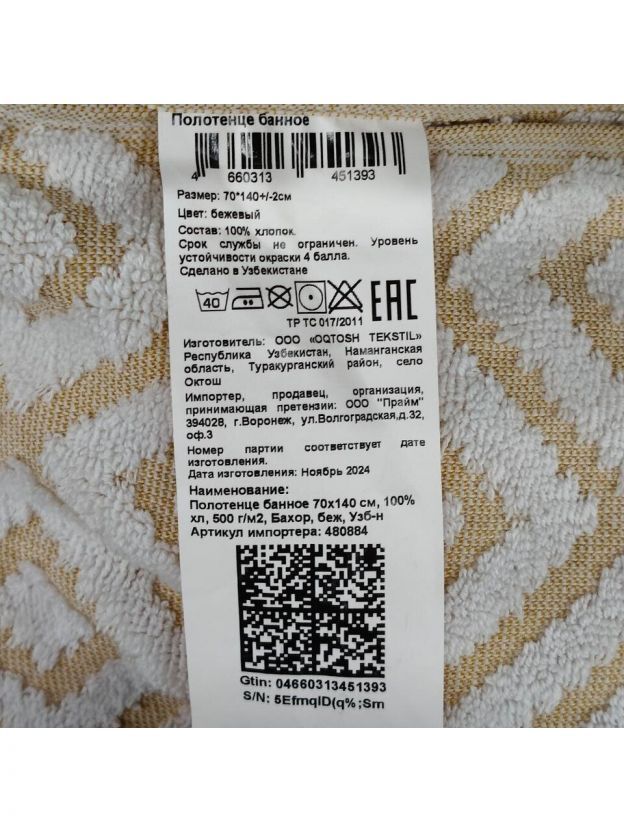 Полотенце банное
4 660313 451393
Размер: 70*140+/-2см
Цвет: бежевый
Состав: 100% хлопок.
Срок службы не ограничен. Уровень
устойчивости окраски 4 балла.
Сделано в Узбекистане
40
EAC
ТР ТС 017/2011
Изготовитель: ООО «OQTOSH TEKSTIL»
Республика Узбекистан, Наманганская
область, Туракурганский район, село
Октош
Импортер, продавец, организация,
принимающая претензии: ООО "Прайм"
394028, г.Воронеж, ул.Волгоградская,д.32,
оф.3
Номер партии соответствует дате
изготовления.
Дата изготовления: Ноябрь 2024
Наименование:
Полотенце банное 70х140 см, 100%
хл, 500 г/м2, Бахор, беж, Узб-н
Артикул импортера: 480884
Gtin: 04660313451393
S/N: 5EfmqlD(q%;Sm